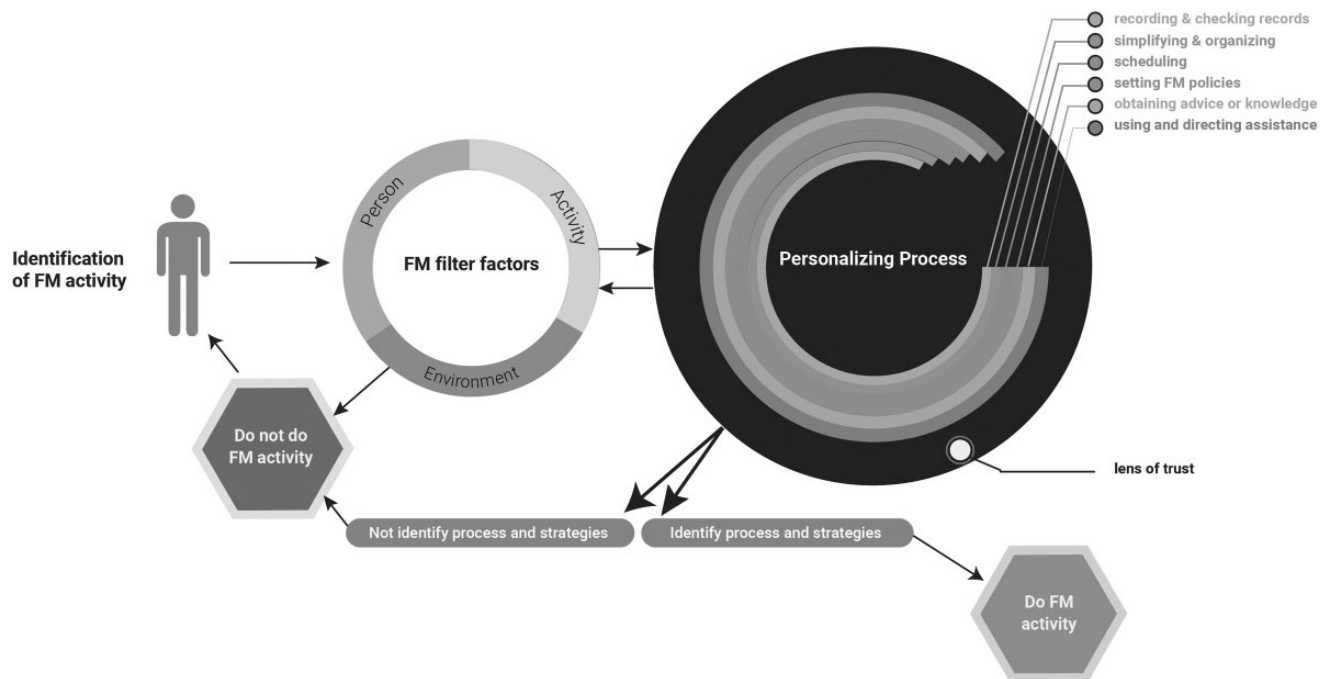 recording & checking records
simplifying & organizing
scheduling
setting FM policies
obtaining advice or knowledge
using and directing assistance
Identification
of FM activity
Person
Activity
Environment
FM filter factors
Personalizing Process
Do not do
FM activity
lens of trust
Not identify process and strategies
Identify process and strategies
Do FM
activity